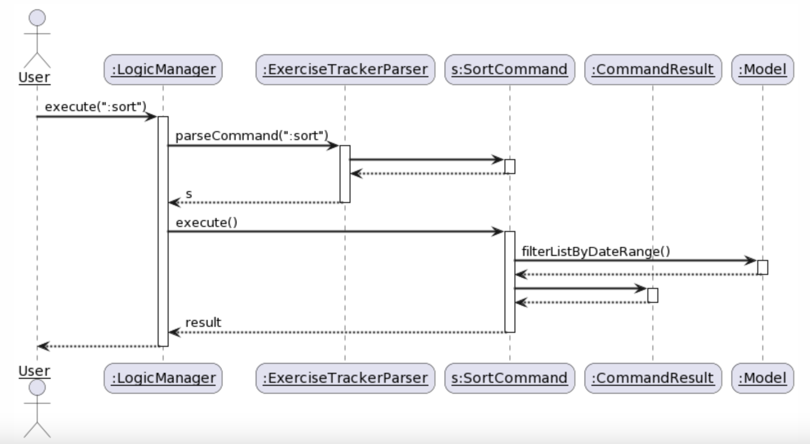 User
:LogicManager
:ExerciseTrackerParser
s:SortCommand
:CommandResult
:Model
execute(":sort")
parseCommand(":sort")
s
execute()
filterListByDateRange()
result
User
:LogicManager
:ExerciseTrackerParser
s:SortCommand
:CommandResult
:Model